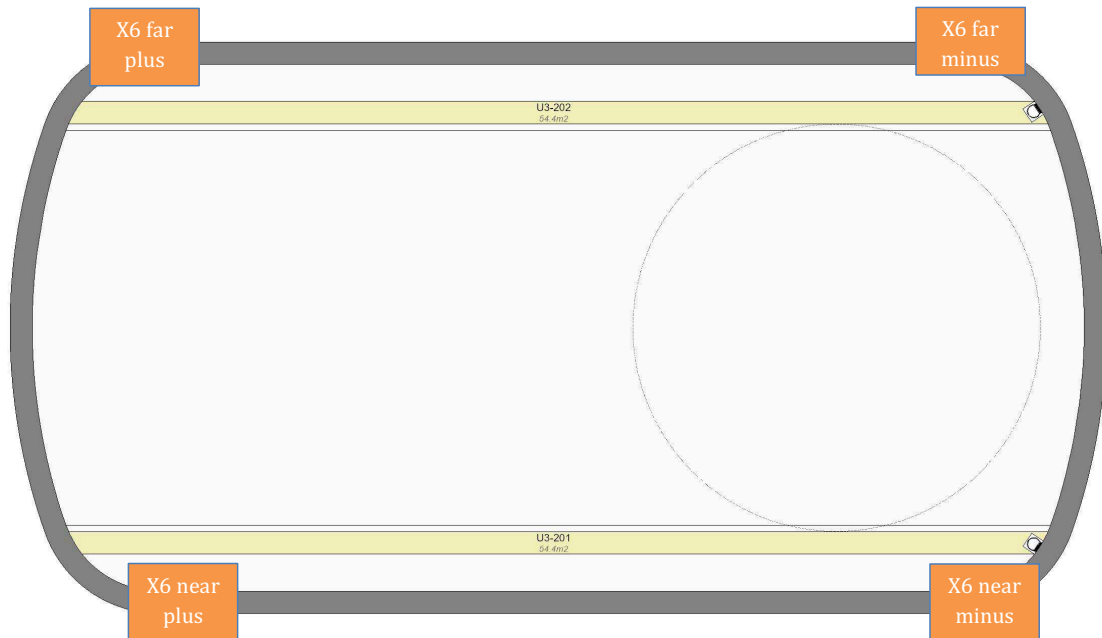 X6 far
plus
X6 far
minus
U3-202
54.4m2
U3-201
54.4m2
X6 near
plus
X6 near
minus